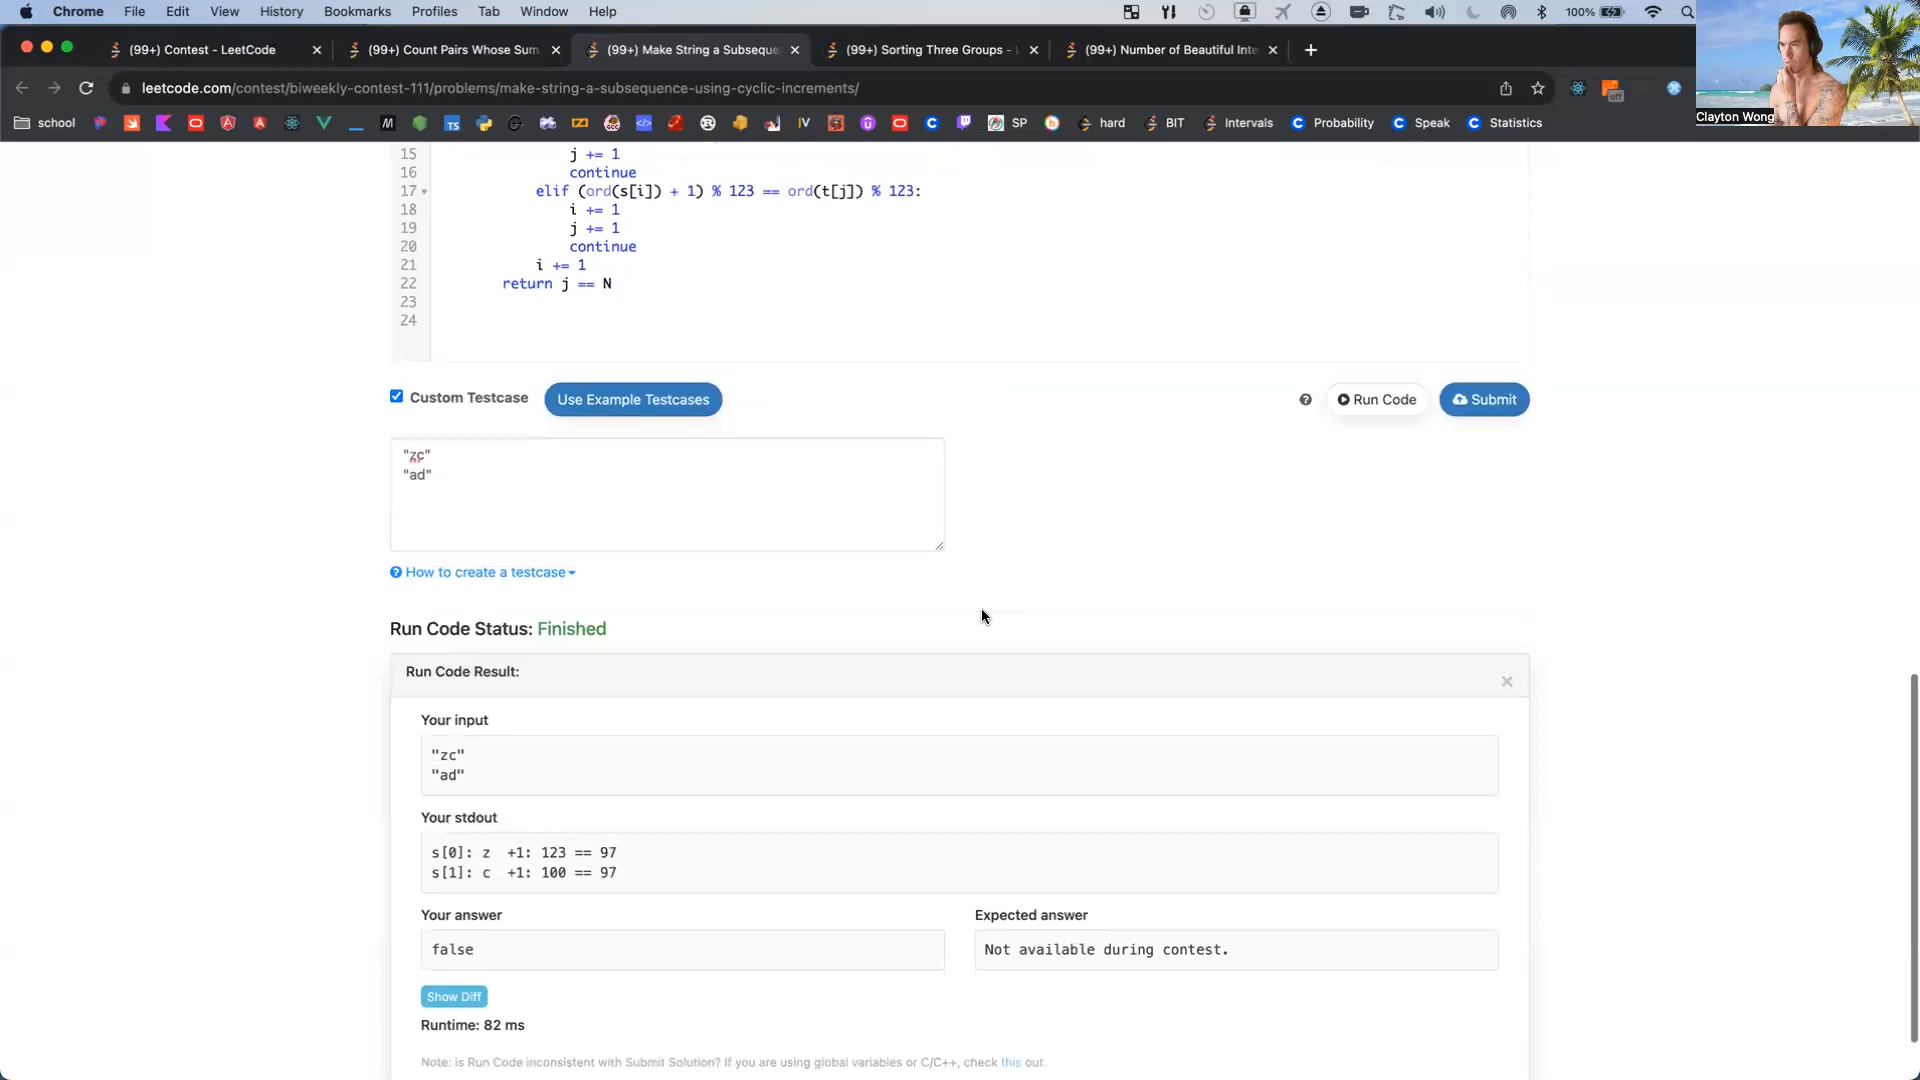 Chrome File Edit View History Bookmarks Profiles Tab Window Help 100%
(99+) Contest - LeetCode (99+) Count Pairs Whose Sum (99+) Make String a Subseque (99+) Sorting Three Groups - (99+) Number of Beautiful Inte
leetcode.com/contest/biweekly-contest-111/problems/make-string-a-subsequence-using-cyclic-increments/
off
Clayton Wong
school TS IV SP hard BIT Intervals Probability Speak Statistics
15 j += 1
16 continue
17 elif (ord(s[i]) + 1) % 123 == ord(t[j]) % 123:
18 i += 1
19 j += 1
20 continue
21 i += 1
22 return j == N
23
24
Custom Testcase Use Example Testcases Run Code Submit
"zc"
"ad"
How to create a testcase
Run Code Status: Finished
Run Code Result:
Your input
"zc"
"ad"
Your stdout
s[0]: z +1: 123 == 97
s[1]: c +1: 100 == 97
Your answer Expected answer
false Not available during contest.
Show Diff
Runtime: 82 ms
Note: is Run Code inconsistent with Submit Solution? If you are using global variables or C/C++, check this out.